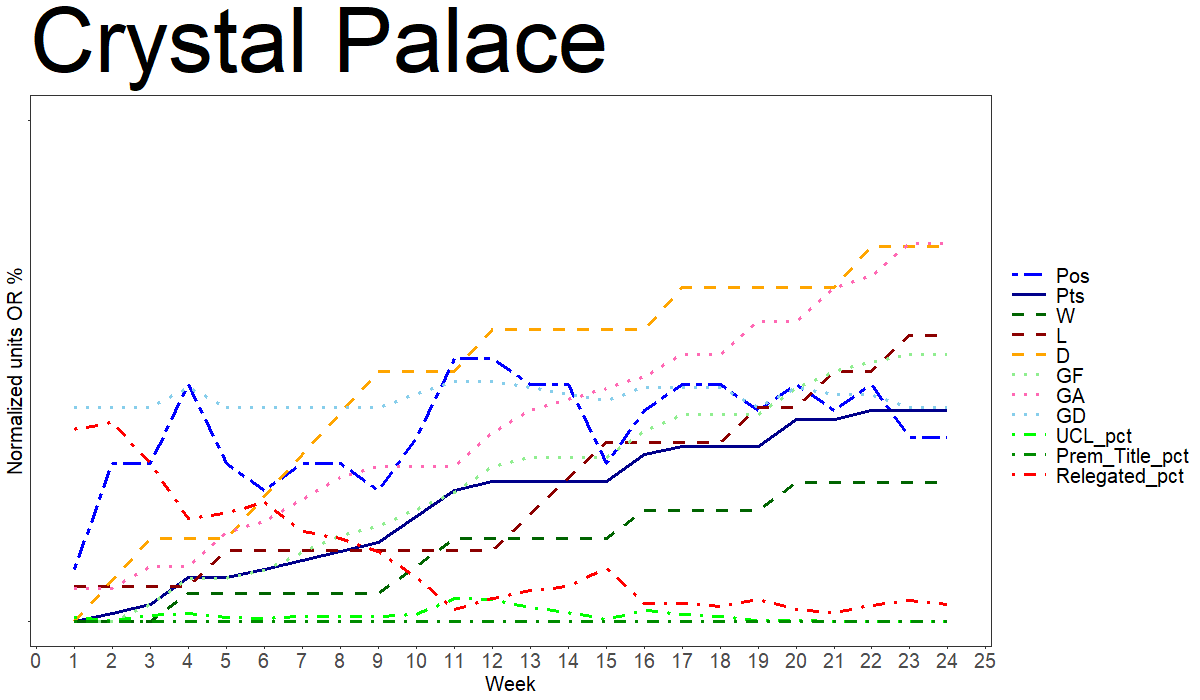 Crystal Palace
Normalized units OR %
0 1 2 3 4 5 6 7 8 9 10 11 12 13 14 15 16 17 18 19 20 21 22 23 24 25
Week
Pos
Pts
W
L
D
GF
GA
GD
UCL_pct
Prem_Title_pct
Relegated_pct